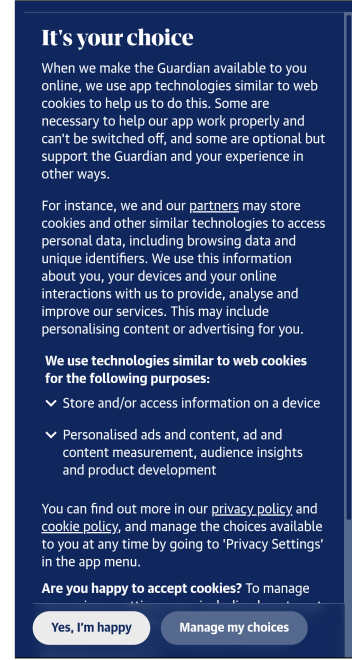 It's your choice
When we make the Guardian available to you
online, we use app technologies similar to web
cookies to help us to do this. Some are
necessary to help our app work properly and
can't be switched off, and some are optional but
support the Guardian and your experience in
other ways.
For instance, we and our partners may store
cookies and other similar technologies to access
personal data, including browsing data and
unique identifiers. We use this information
about you, your devices and your online
interactions with us to provide, analyse and
improve our services. This may include
personalising content or advertising for you.
We use technologies similar to web cookies
for the following purposes:
Store and/or access information on a device
Personalised ads and content, ad and
content measurement, audience insights
and product development
You can find out more in our privacy policy and
cookie policy, and manage the choices available
to you at any time by going to 'Privacy Settings'
in the app menu.
Are you happy to accept cookies? To manage
Yes, I'm happy
Manage my choices